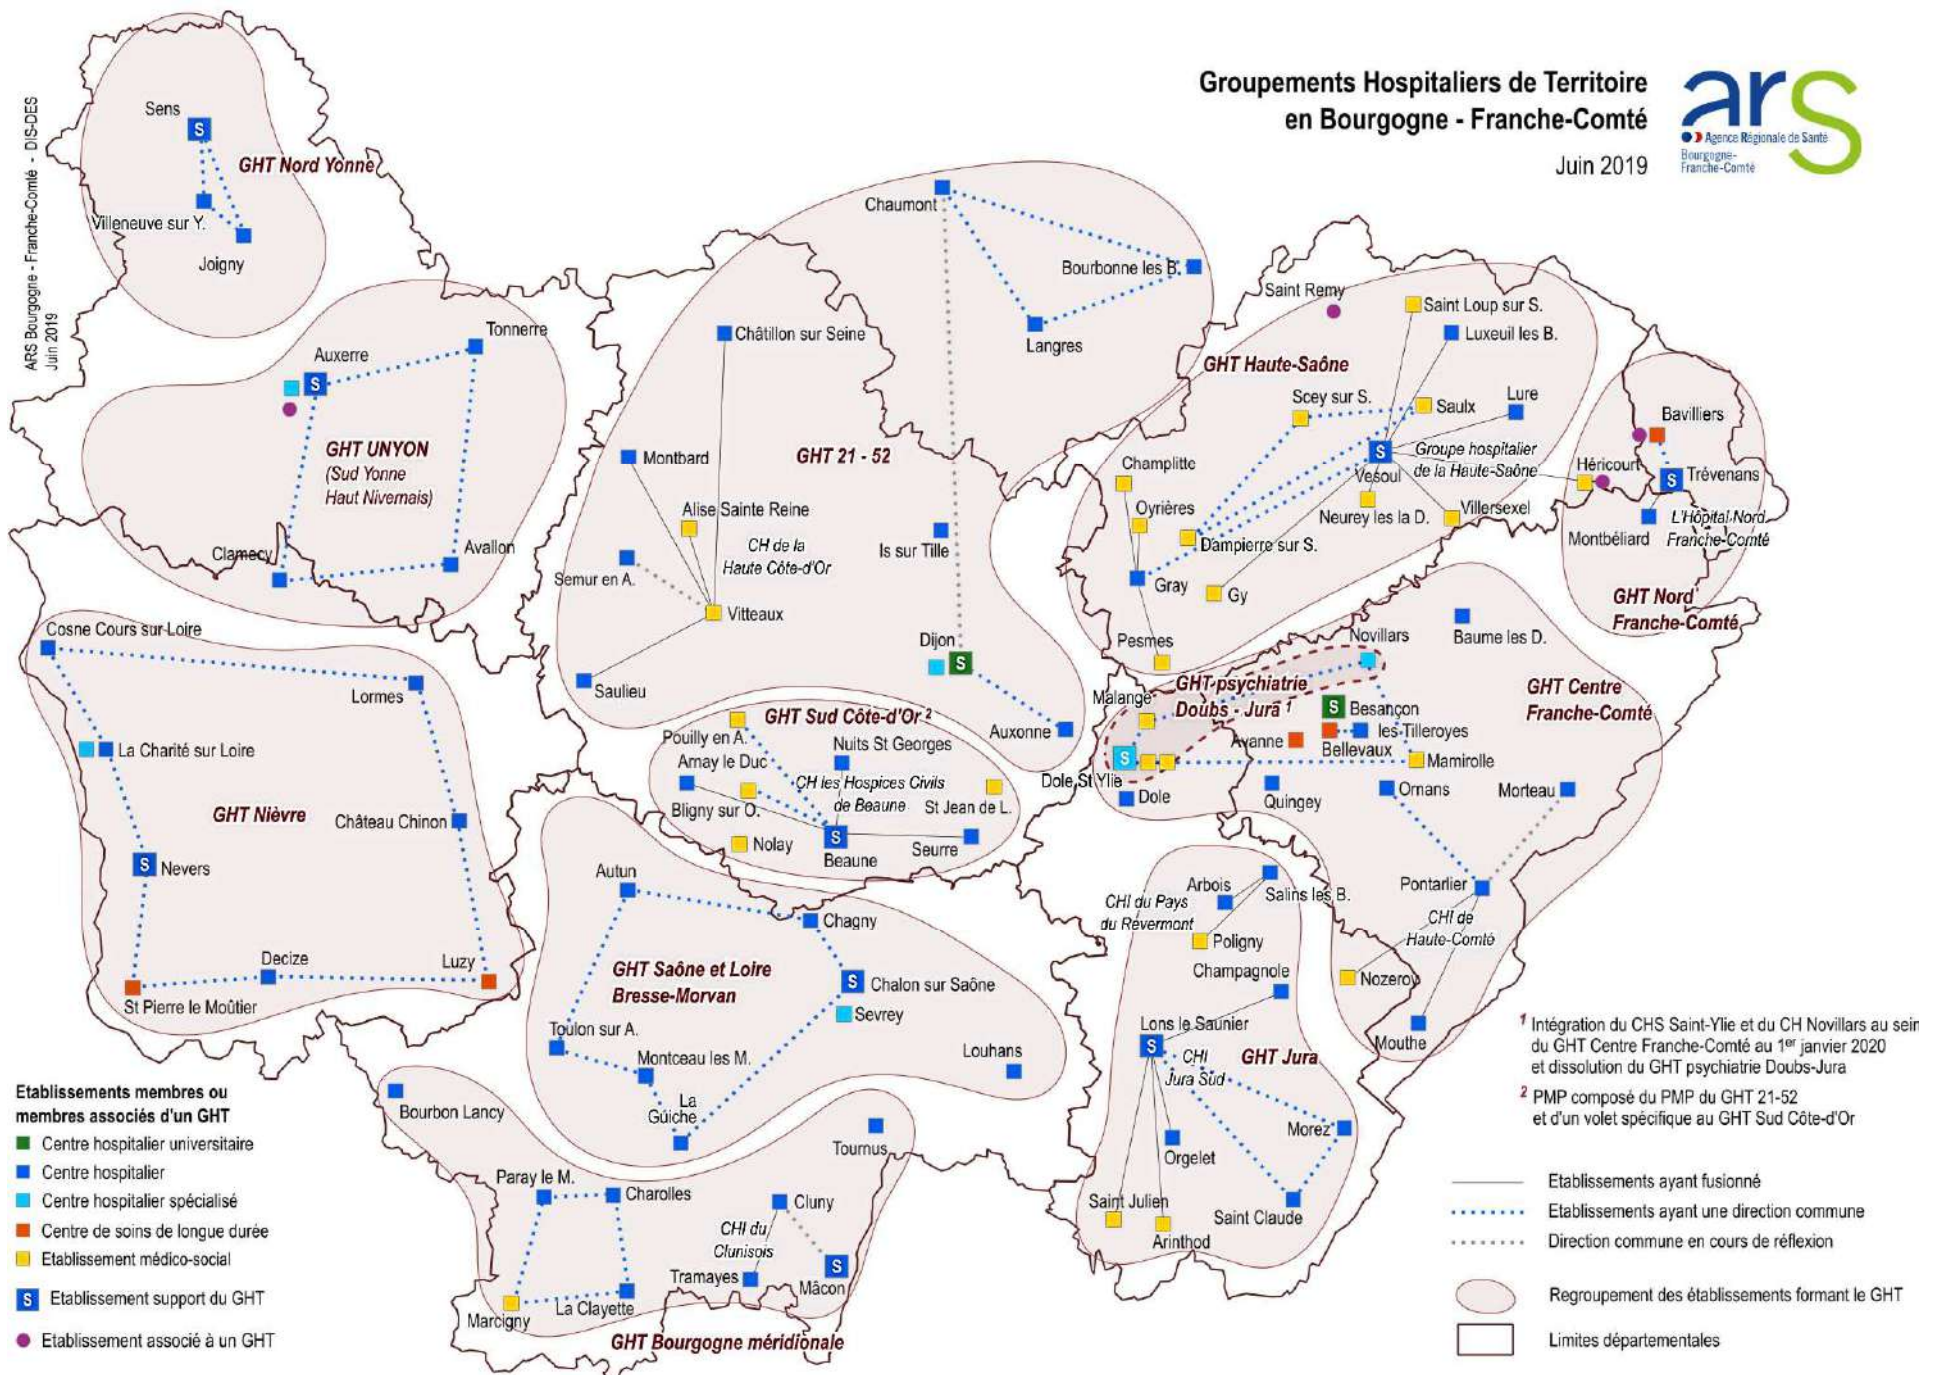 Groupements Hospitaliers de Territoire
en Bourgogne - Franche-Comté
Juin 2019
ars
Agence Régionale de Santé
Bourgogne-
Franche-Comté
ARS Bourgogne - Franche-Comté - DIS-DES
Juin 2019
Sens
S
GHT Nord Yonne
Villeneuve sur Y.
Joigny
Tonnerre
Auxerre
S
GHT UNYON
(Sud Yonne
Haut Nivernais)
Clamecy
Avallon
Chaumont
Bourbonne les B.
Langres
Châtillon sur Seine
Montbard
GHT 21 - 52
Alise Sainte Reine
CH de la
Haute Côte-d'Or
Is sur Tille
Semur en A.
Vitteaux
Dijon
S
Saulieu
Auxonne
Saint Remy
Saint Loup sur S.
Luxeuil les B.
GHT Haute-Saône
Scey sur S.
Saulx
Lure
S
Groupe hospitalier
de la Haute-Saône
Vesoul
Champlitte
Oyrières
Neurey les la D.
Villersexel
Dampierre sur S.
Gray
Gy
Pesmes
Bavilliers
Héricourt
S
Trévenans
Montbéliard
L'Hôpital Nord
Franche-Comté
GHT Nord
Franche-Comté
Cosne Cours sur Loire
Lormes
La Charité sur Loire
GHT Nièvre
Château Chinon
S
Nevers
Decize
Luzy
St Pierre le Moûtier
GHT Sud Côte-d'Or 2
Pouilly en A.
Nuits St Georges
Arnay le Duc
CH les Hospices Civils
de Beaune
Bligny sur O.
St Jean de L.
Nolay
S
Beaune
Seurre
Novillars
Baume les D.
Malange
GHT psychiatrie
Doubs - Jura 1
GHT Centre
Franche-Comté
S
Besançon
Avanne
les Tilleroyes
Bellevaux
S
Mamirolle
Dole St Ylie
Dole
Quingey
Ornans
Morteau
Pontarlier
CHI de
Haute-Comté
Nozeroy
Mouthe
Autun
Chagny
GHT Saône et Loire
Bresse-Morvan
S
Chalon sur Saône
Sevrey
Toulon sur A.
Montceau les M.
Louhans
La
Guiche
Arbois
Salins les B.
CHI du Pays
du Revermont
Poligny
Champagnole
Lons le Saunier
S
CHI
Jura Sud
GHT Jura
Morez
Orgelet
Saint Julien
Saint Claude
Arinthod
Bourbon Lancy
Tournus
Paray le M.
Charolles
Cluny
CHI du
Clunisois
Tramayes
S
Mâcon
Marcigny
La Clayette
GHT Bourgogne méridionale
Etablissements membres ou
membres associés d'un GHT
Centre hospitalier universitaire
Centre hospitalier
Centre hospitalier spécialisé
Centre de soins de longue durée
Etablissement médico-social
S Etablissement support du GHT
Etablissement associé à un GHT
1 Intégration du CHS Saint-Ylie et du CH Novillars au sein
du GHT Centre Franche-Comté au 1er janvier 2020
et dissolution du GHT psychiatrie Doubs-Jura
2 PMP composé du PMP du GHT 21-52
et d'un volet spécifique au GHT Sud Côte-d'Or
Etablissements ayant fusionné
Etablissements ayant une direction commune
Direction commune en cours de réflexion
Regroupement des établissements formant le GHT
Limites départementales